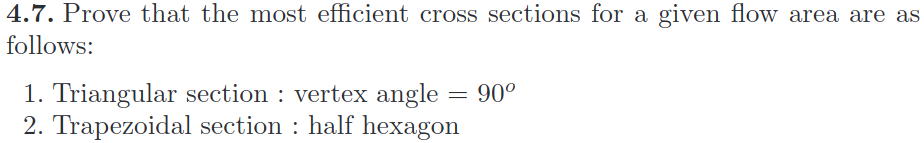 4.7. Prove that the most efficient cross sections for a given flow area are as
follows:
1. Triangular section : vertex angle = 90°
2. Trapezoidal section : half hexagon